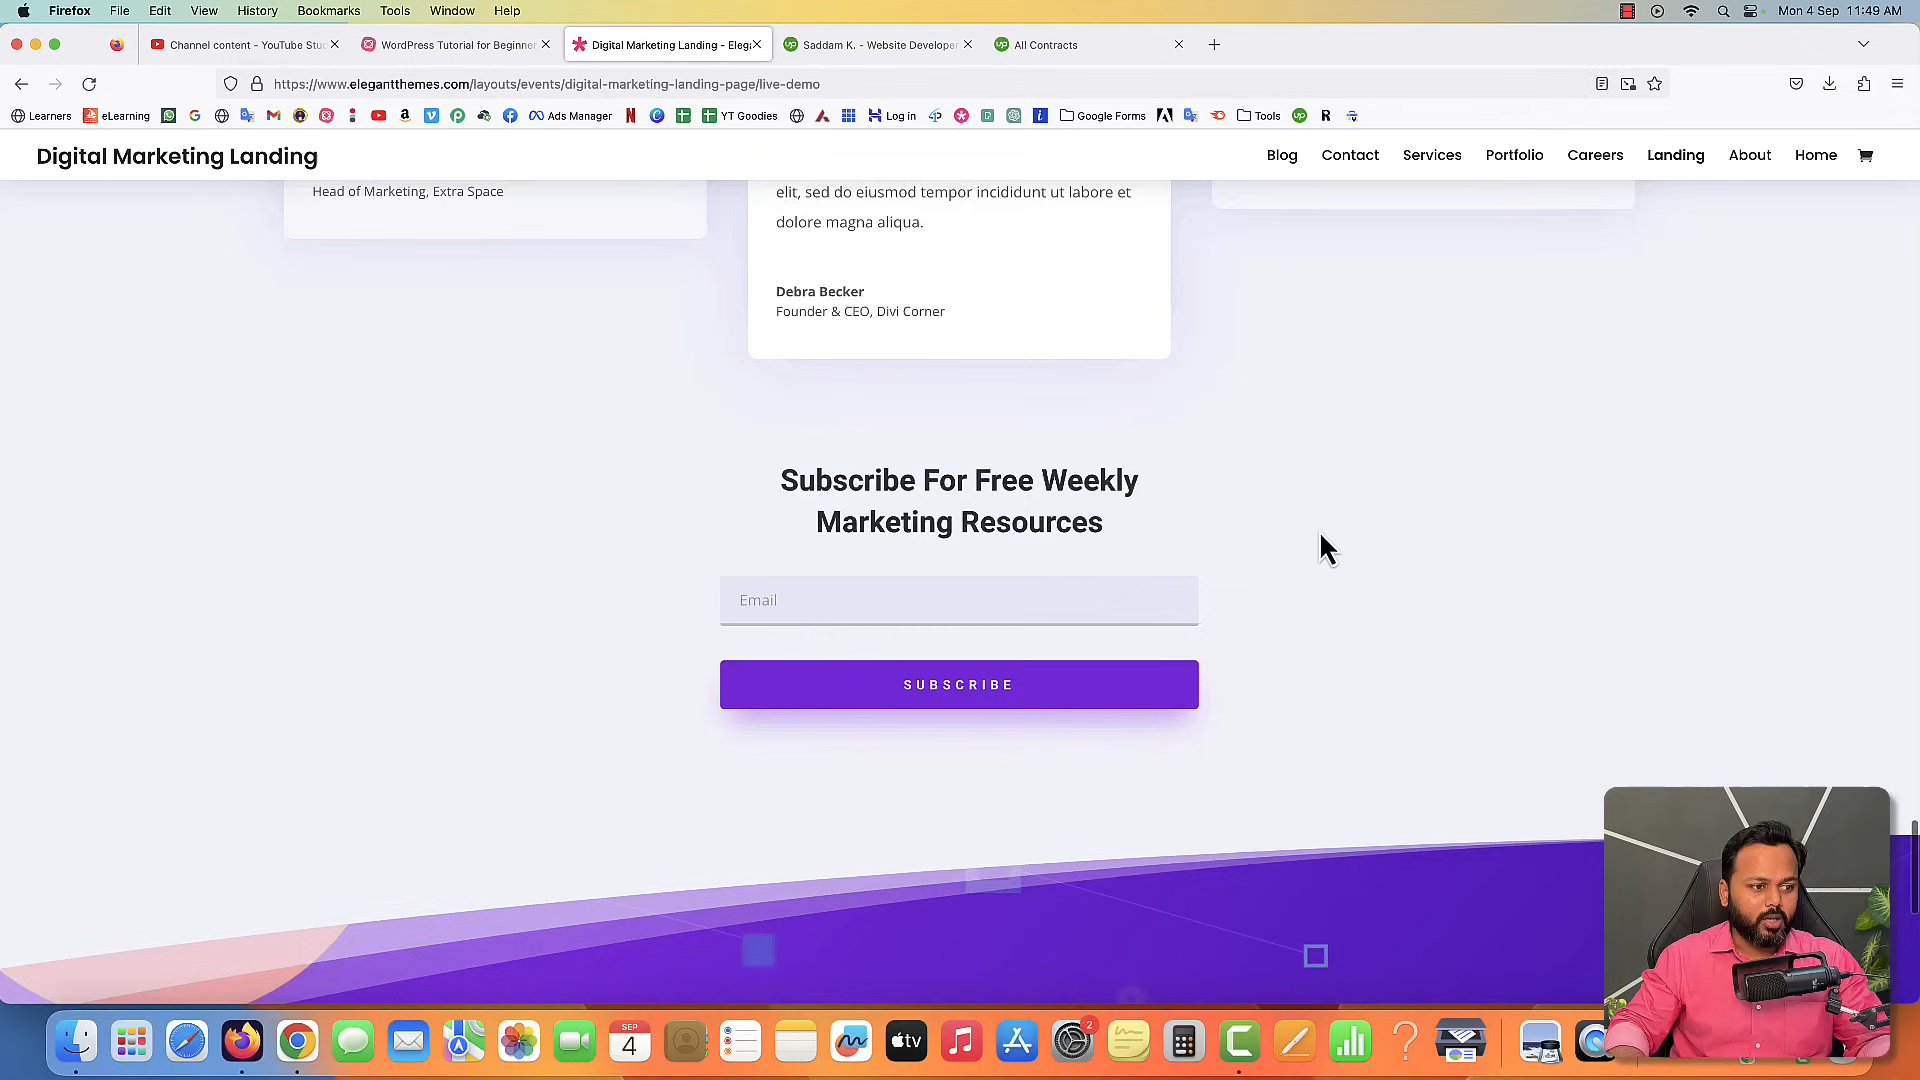 Firefox File Edit View History Bookmarks Tools Window Help Mon 4 Sep 11:49 AM
Channel content - YouTube Stu WordPress Tutorial for Beginner Digital Marketing Landing - Eleg Saddam K. - Website Developer All Contracts
https://www.elegantthemes.com/layouts/events/digital-marketing-landing-page/live-demo
Learners eLearning Ads Manager YT Goodies Log in Google Forms Tools
Digital Marketing Landing Blog Contact Services Portfolio Careers Landing About Home
Head of Marketing, Extra Space
elit, sed do eiusmod tempor incididunt ut labore et
dolore magna aliqua.
Debra Becker
Founder & CEO, Divi Corner
Subscribe For Free Weekly
Marketing Resources
Email
SUBSCRIBE
SEP
4
tv
2